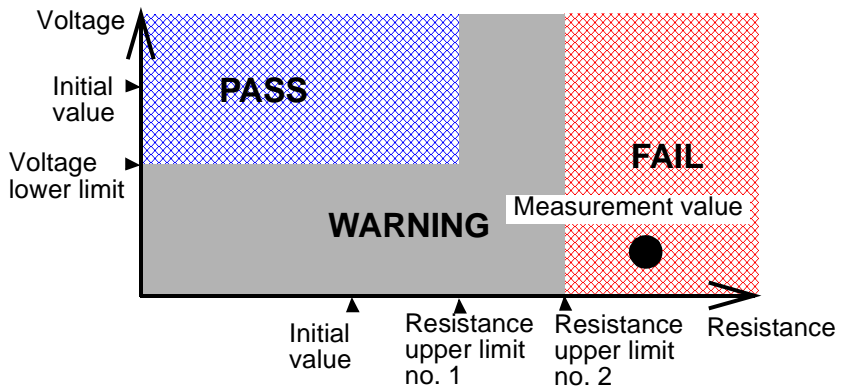 Voltage
Initial
value
PASS
Voltage
lower limit
FAIL
Measurement value
WARNING
Initial
value
Resistance
upper limit
no. 1
Resistance
upper limit
no. 2
Resistance